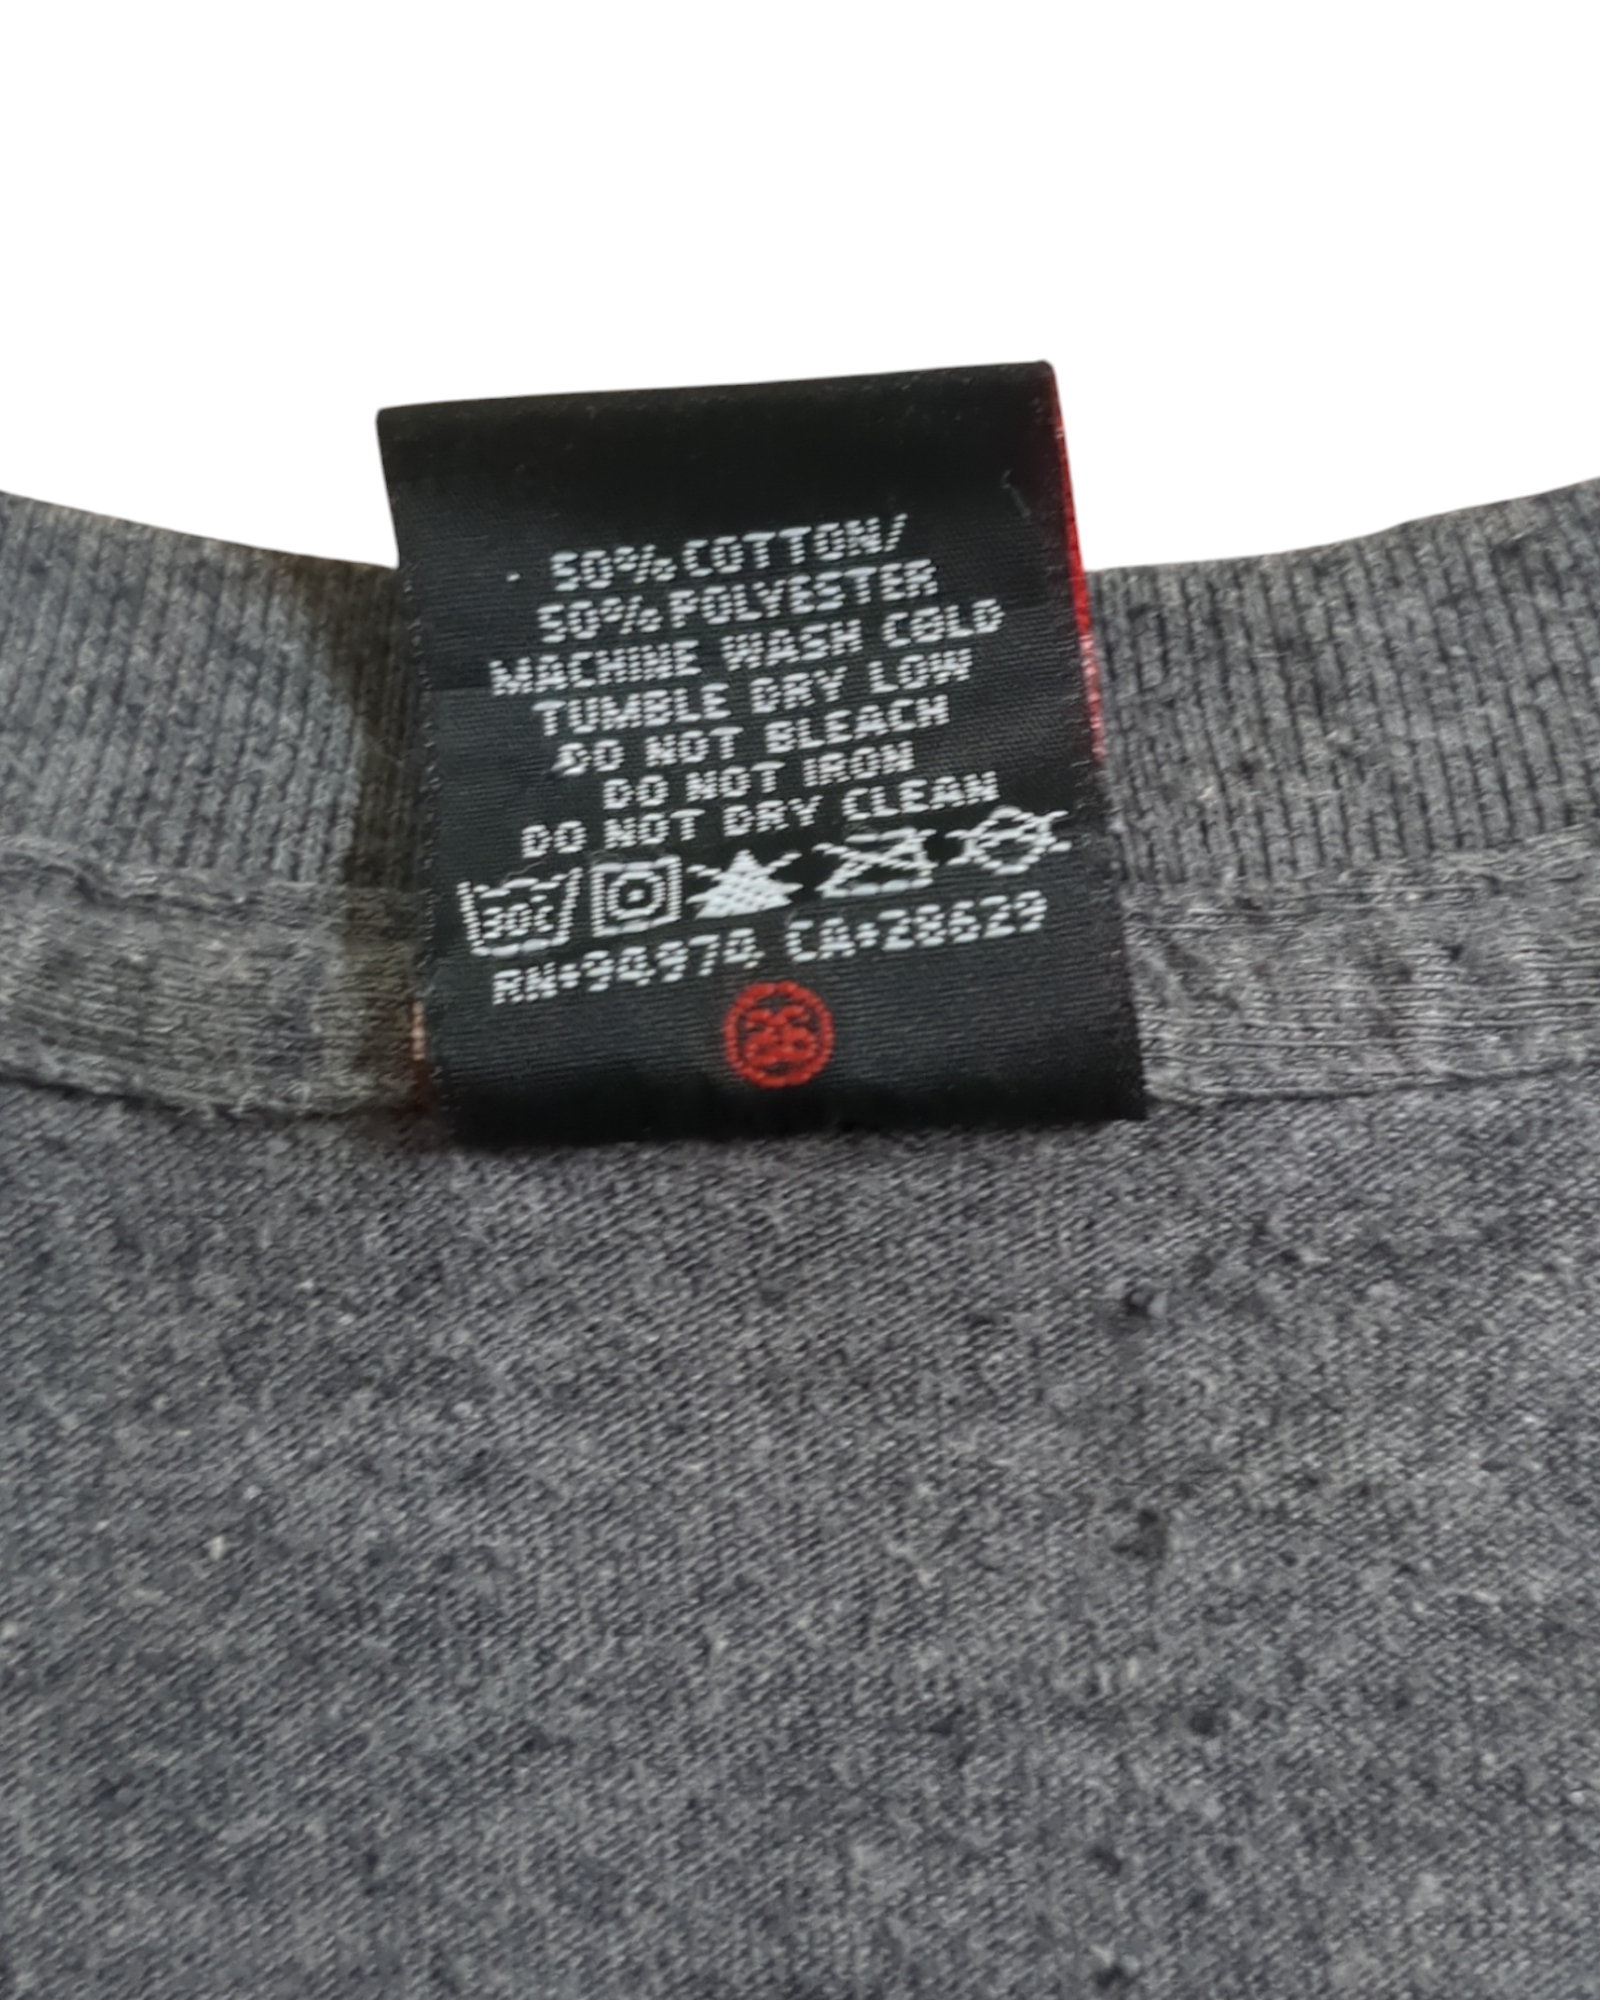 50% COTTON/
50% POLYESTER
MACHINE WASH COLD
TUMBLE DRY LOW
DO NOT BLEACH
DO NOT IRON
DO NOT DRY CLEAN
30C
RN#94974 CA#28629